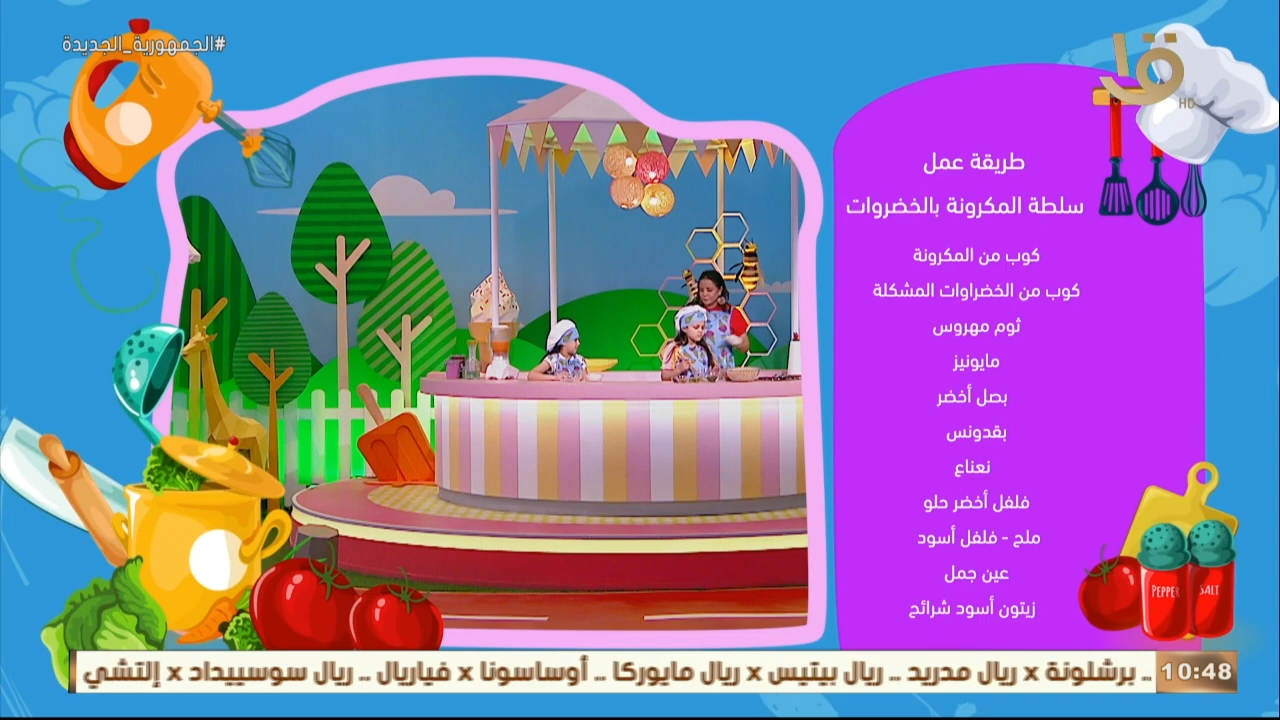 #الجمهورية_الجديدة
HD
طريقة عمل
سلطة المكرونة بالخضروات
كوب من المكرونة
كوب من الخضراوات المشكلة
ثوم مهروس
مايونيز
بصل أخضر
بقدونس
نعناع
فلفل أخضر حلو
ملح - فلفل أسود
عين جمل
زيتون أسود شرائح
PEPPER
SALT
.. برشلونة x ريال مدريد .. ريال بيتيس x ريال مايوركا .. أوساسونا x فياريال .. ريال سوسييداد x إلتشي
10:48